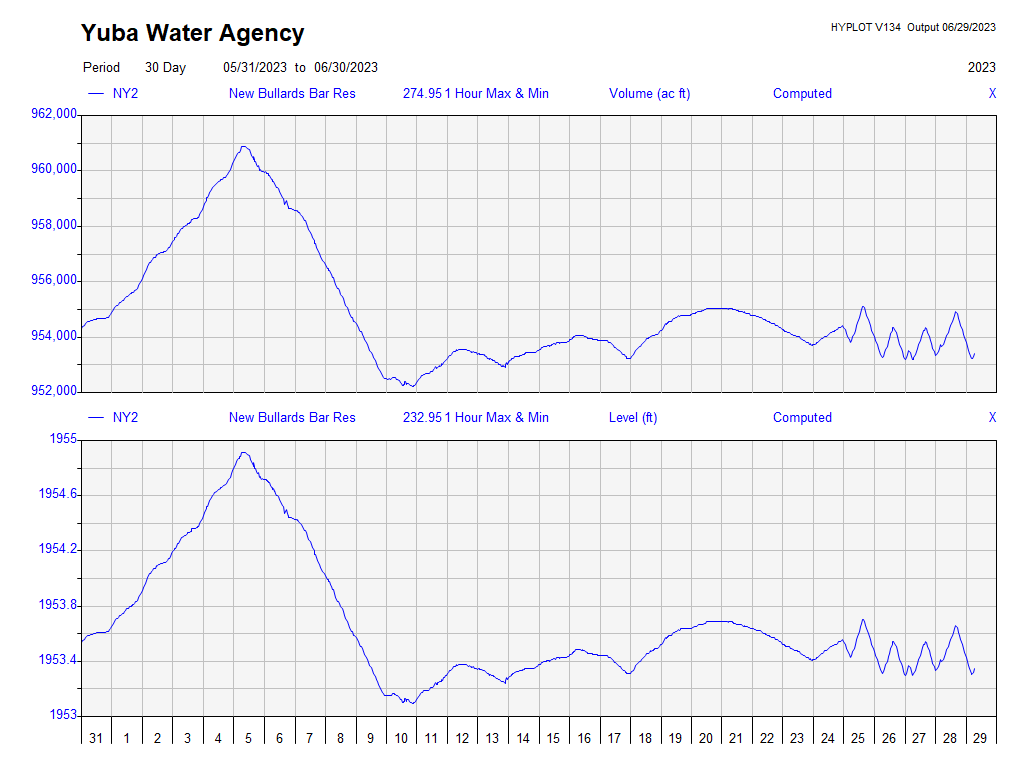 Yuba Water Agency
HYPLOT V134 Output 06/29/2023
Period 30 Day 05/31/2023 to 06/30/2023 2023
NY2 New Bullards Bar Res 274.95 1 Hour Max & Min Volume (ac ft) Computed X
962,000
960,000
958,000
956,000
954,000
952,000
NY2 New Bullards Bar Res 232.95 1 Hour Max & Min Level (ft) Computed X
1955
1954.6
1954.2
1953.8
1953.4
1953
31 1 2 3 4 5 6 7 8 9 10 11 12 13 14 15 16 17 18 19 20 21 22 23 24 25 26 27 28 29